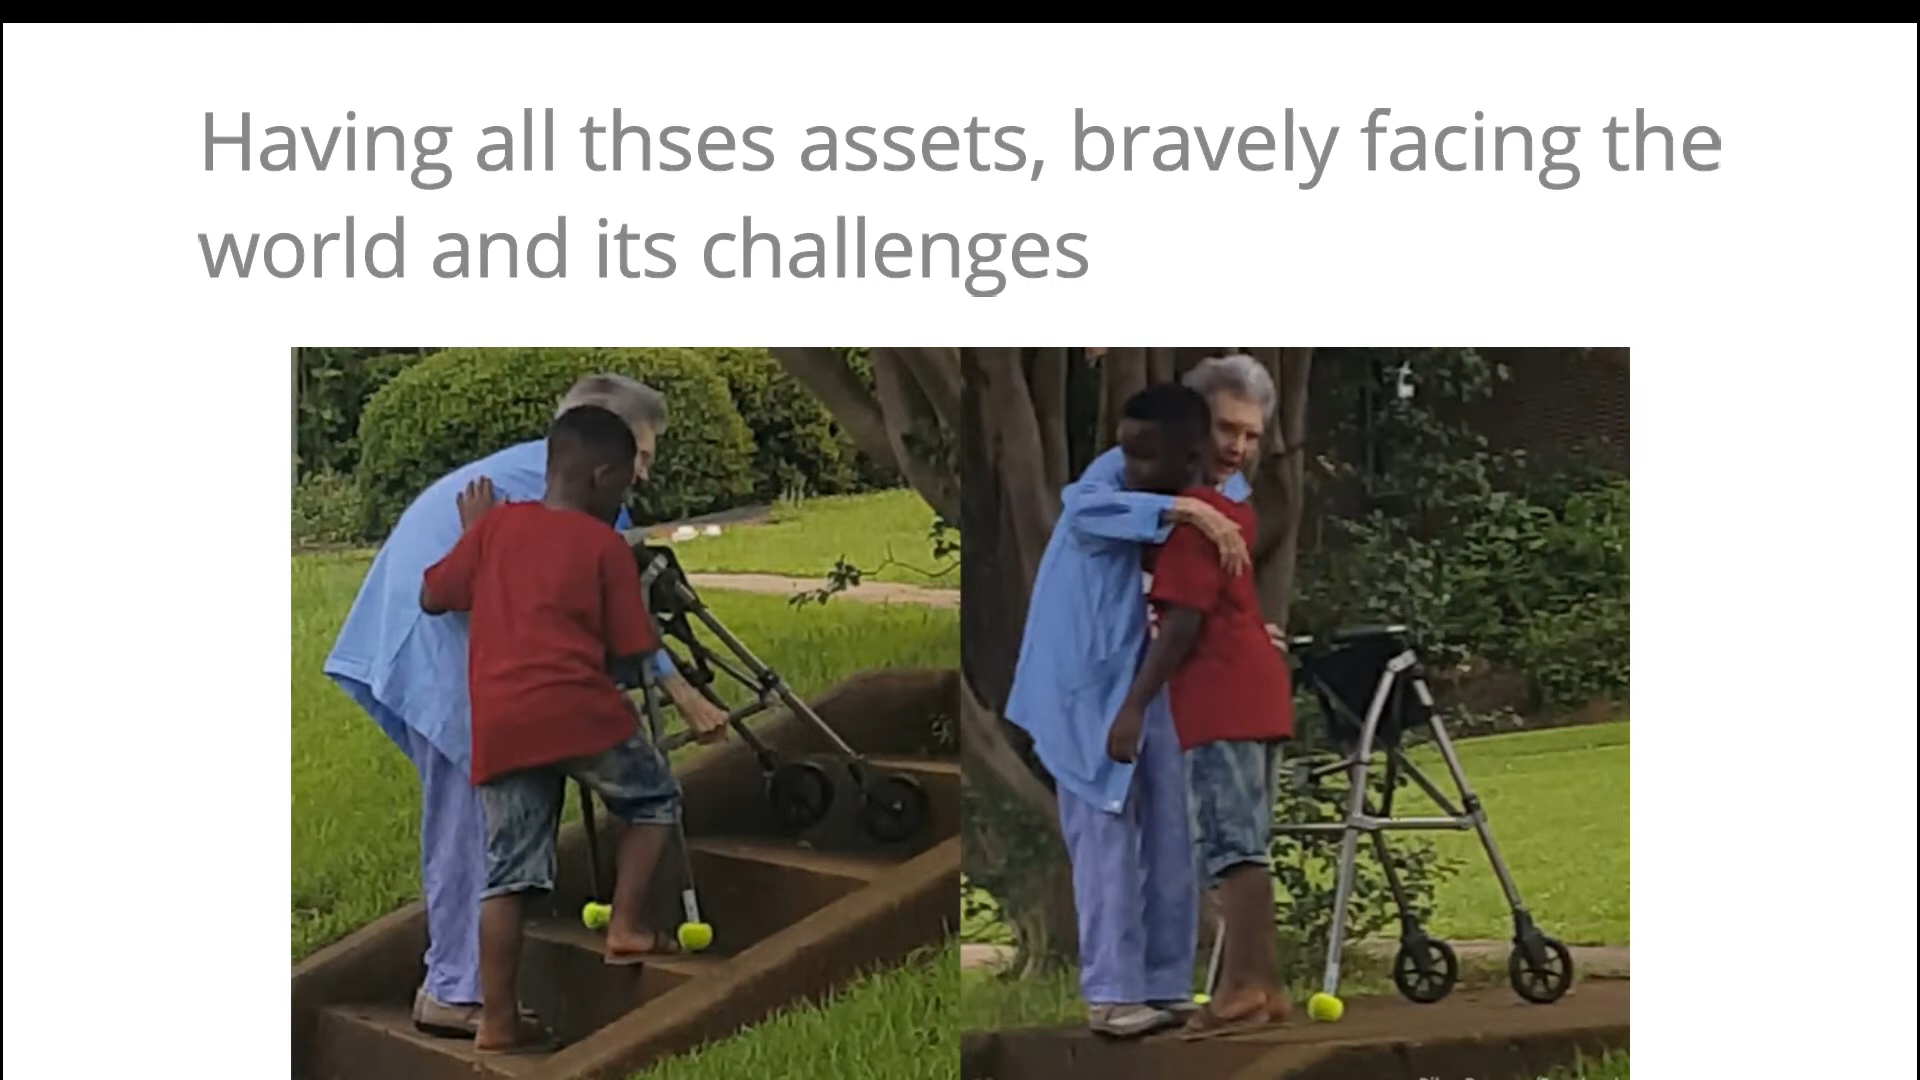 Having all thses assets, bravely facing the
world and its challenges